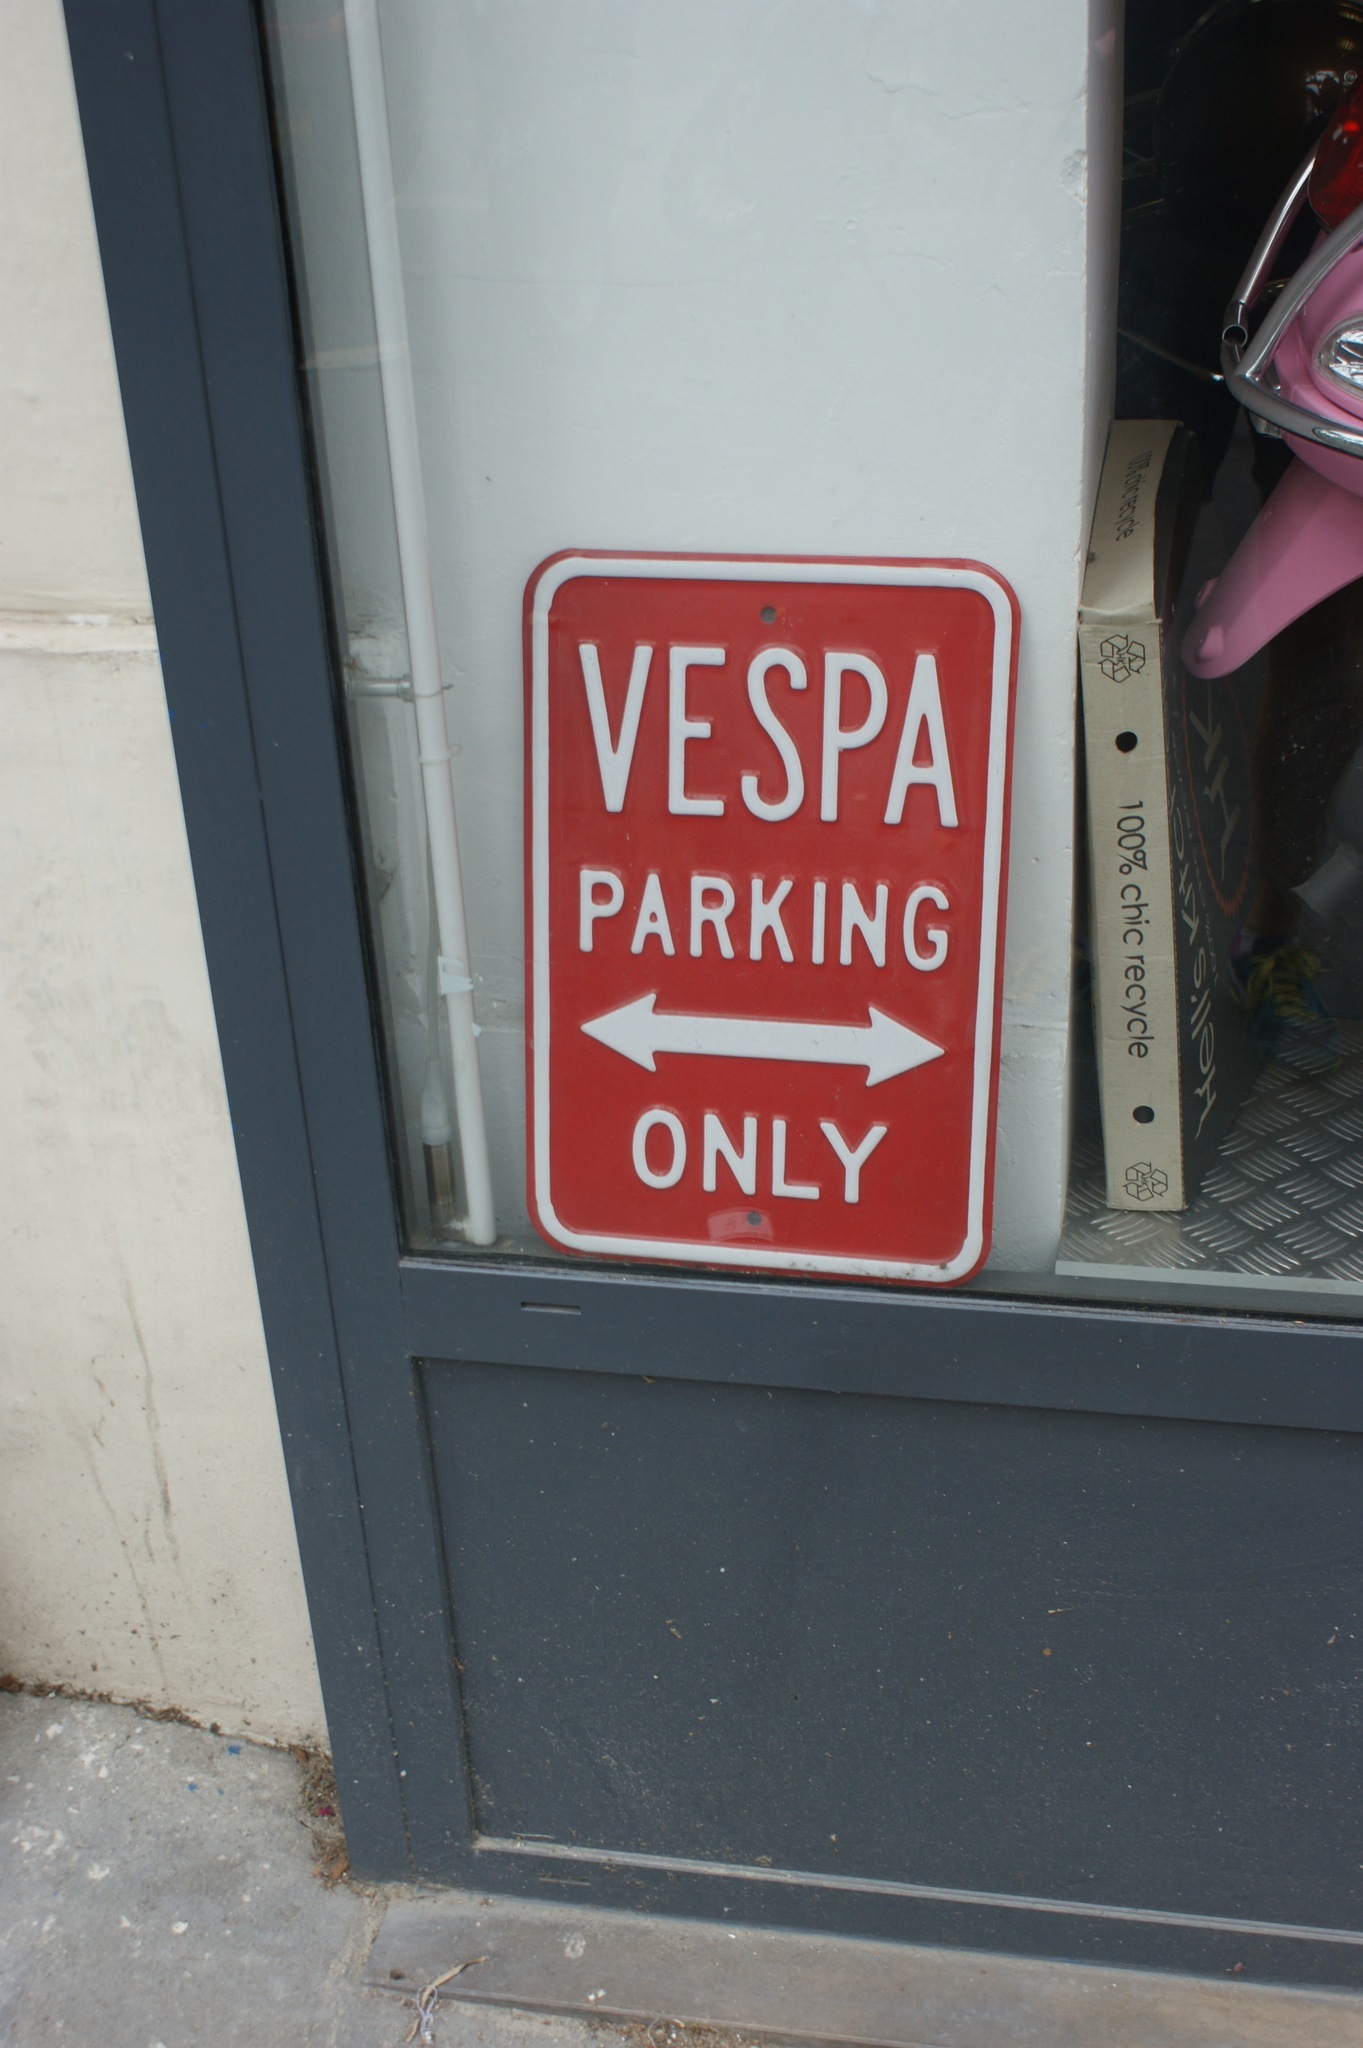 VESPA
PARKING
ONLY
100% chic recycle
100% chic recycle